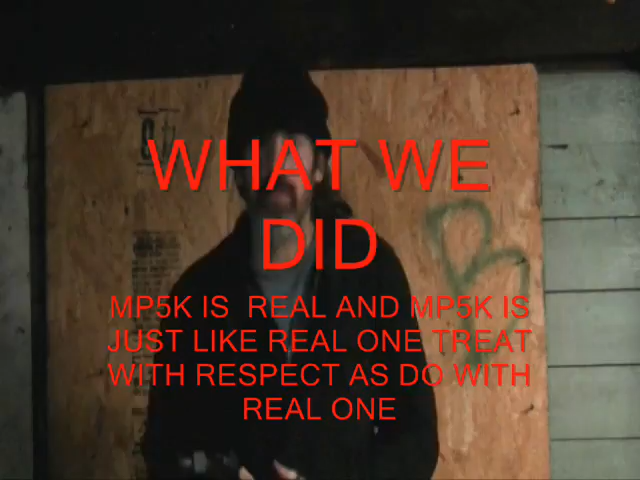 WHAT WE
DID
MP5K IS  REAL AND MP5K IS
JUST LIKE REAL ONE TREAT
WITH RESPECT AS DO WITH
REAL ONE